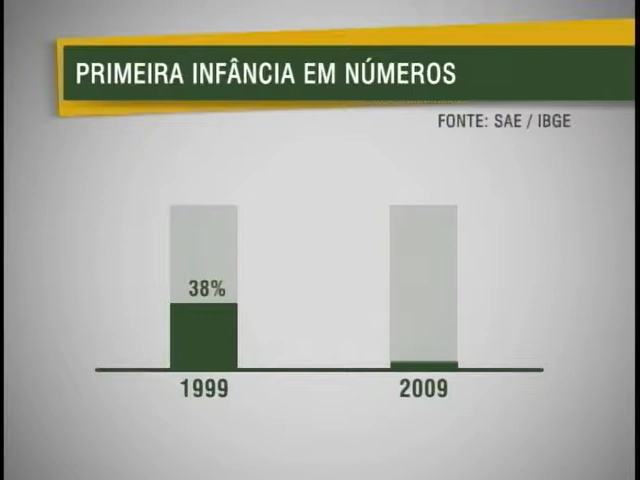 PRIMEIRA INFÂNCIA EM NÚMEROS
FONTE: SAE / IBGE
38%
1999
2009